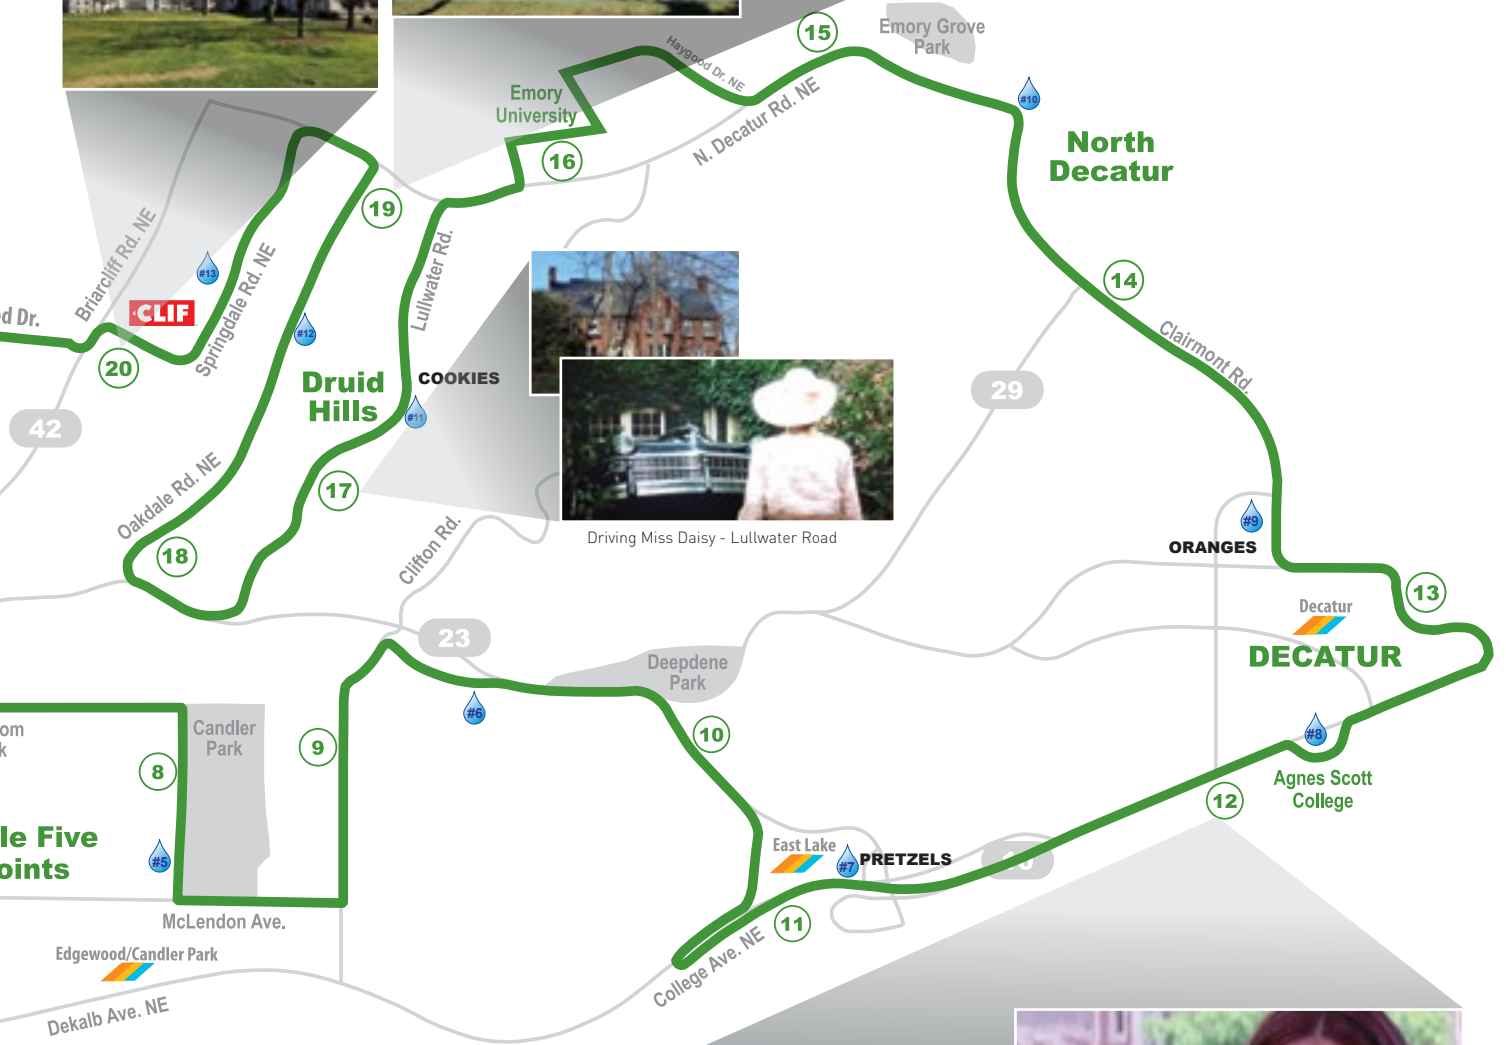 15
Emory Grove
Park
Haygood Dr. NE
Emory
University
N. Decatur Rd. NE
#10
North
Decatur
16
19
Briarcliff Rd. NE
#13
Springdale Rd. NE
Lullwater Rd.
14
CLIF
d Dr.
#12
Clairmont Rd.
20
Druid
Hills
COOKIES
#11
29
42
17
Oakdale Rd. NE
#9
ORANGES
Clifton Rd.
Driving Miss Daisy - Lullwater Road
18
13
Decatur
23
DECATUR
Deepdene
Park
#6
om
k
Candler
Park
9
10
#8
8
Agnes Scott
College
12
le Five
oints
#5
East Lake
#7
PRETZELS
McLendon Ave.
11
Edgewood/Candler Park
College Ave. NE
Dekalb Ave. NE